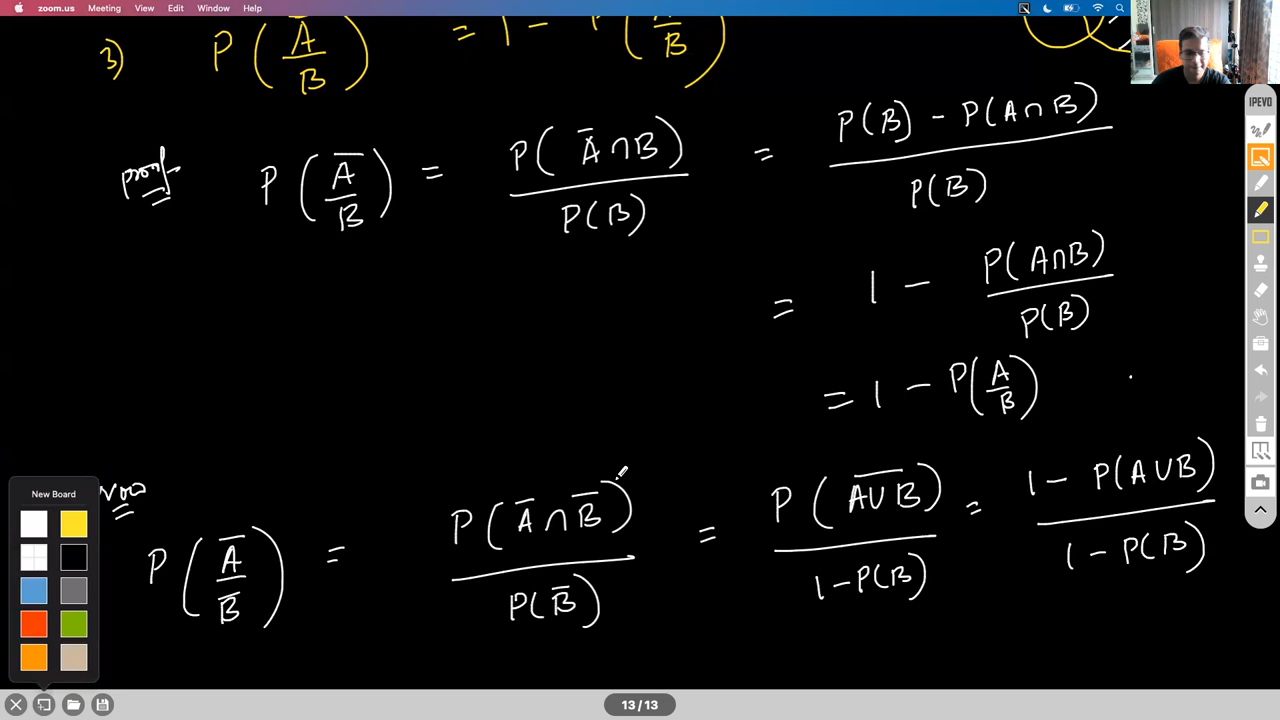 zoom.us Meeting View Edit Window Help
3) P(A̅/B) = 1 - P(A/B)
IPEVO
proof P(A̅/B) = P(A̅∩B)/P(B) = P(B) - P(A∩B)/P(B)
= 1 - P(A∩B)/P(B)
= 1 - P(A/B)
New Board
P(A̅/B̅) = P(A̅∩B̅)/P(B̅) = P(A̅∪̅B̅)/1-P(B) = 1 - P(A∪B)/1 - P(B)
13/13